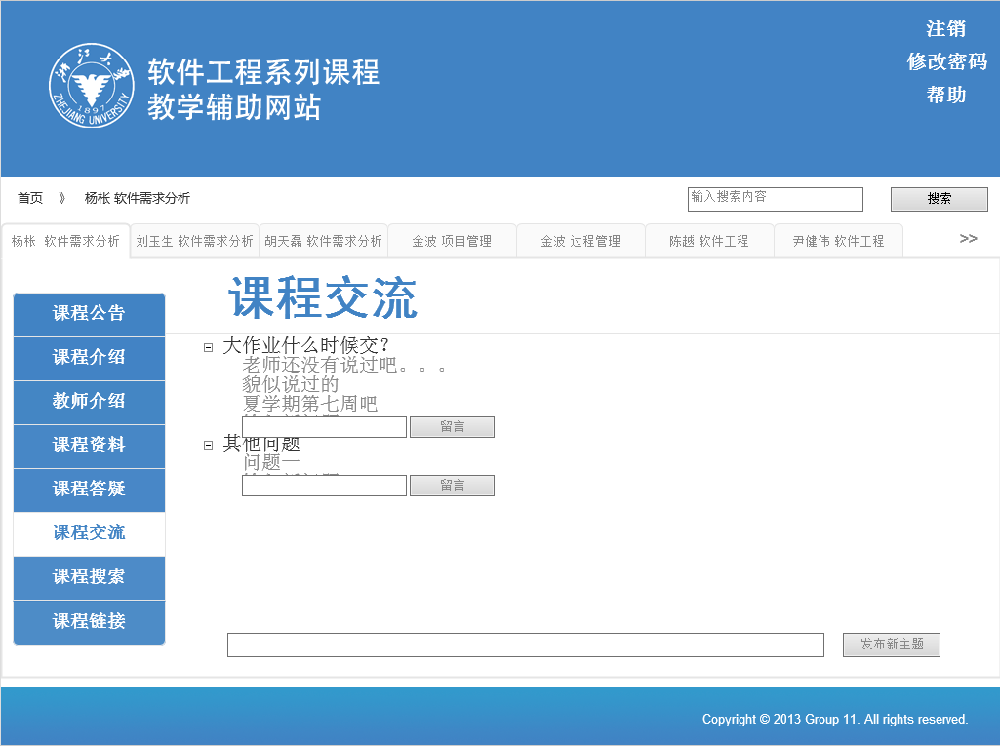 注销
修改密码
帮助
浙江大学
ZHEJIANG UNIVERSITY
1897
软件工程系列课程
教学辅助网站
首页 》 杨枨 软件需求分析
输入搜索内容 搜索
杨枨 软件需求分析 刘玉生 软件需求分析 胡天磊 软件需求分析 金波 项目管理 金波 过程管理 陈越 软件工程 尹健伟 软件工程 >>
课程交流
课程公告
课程介绍
教师介绍
课程资料
课程答疑
课程交流
课程搜索
课程链接
大作业什么时候交?
老师还没有说过吧。。。
貌似说过的
夏学期第七周吧
留言
其他问题
问题一
留言
发布新主题
Copyright © 2013 Group 11. All rights reserved.